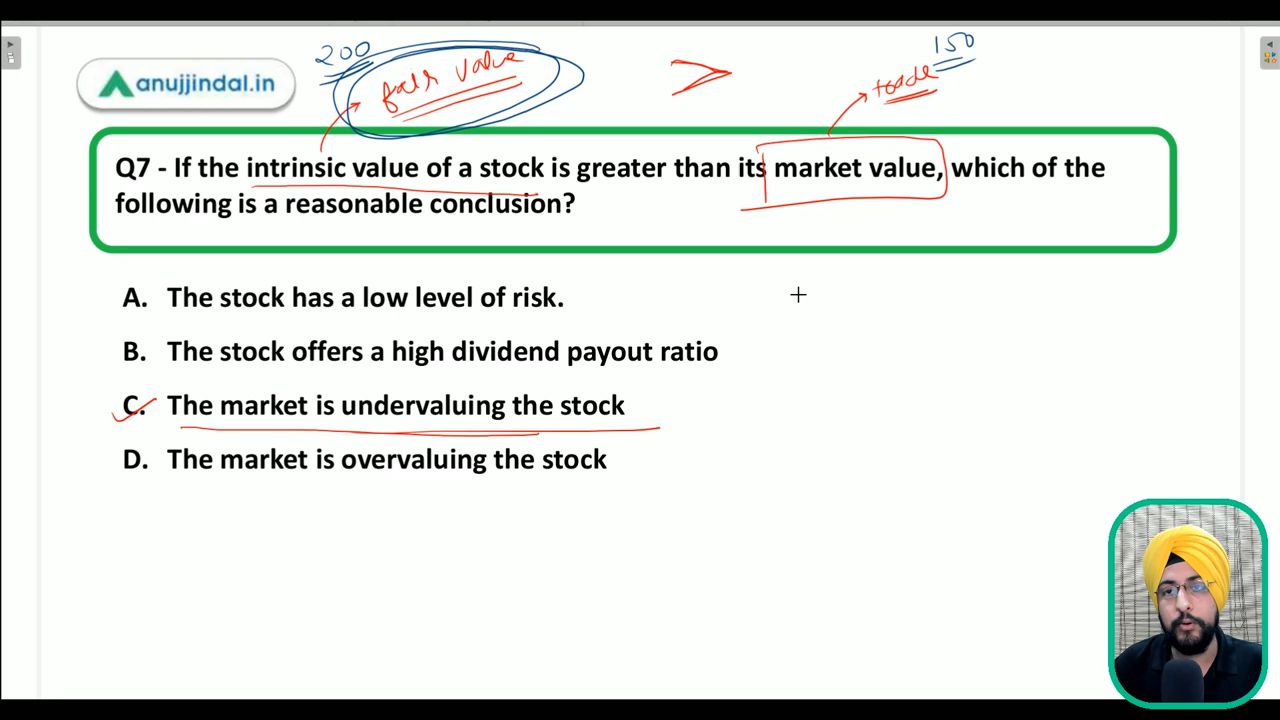 200
fair value
>
150
trade
anujjindal.in
Q7 - If the intrinsic value of a stock is greater than its market value, which of the
following is a reasonable conclusion?
A. The stock has a low level of risk.
B. The stock offers a high dividend payout ratio
C. The market is undervaluing the stock
D. The market is overvaluing the stock